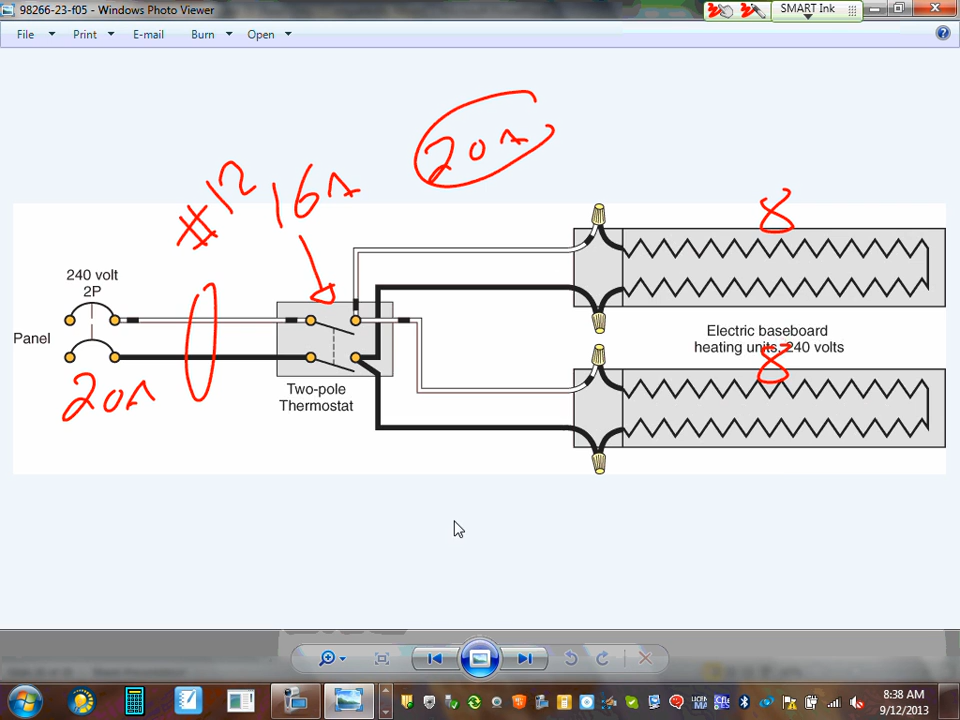 98266-23-f05 - Windows Photo Viewer
SMART Ink
File Print E-mail Burn Open
20A
#12 16A
8
240 volt
2P
Panel
20A
Two-pole
Thermostat
Electric baseboard
heating units, 240 volts
8
8:38 AM
9/12/2013